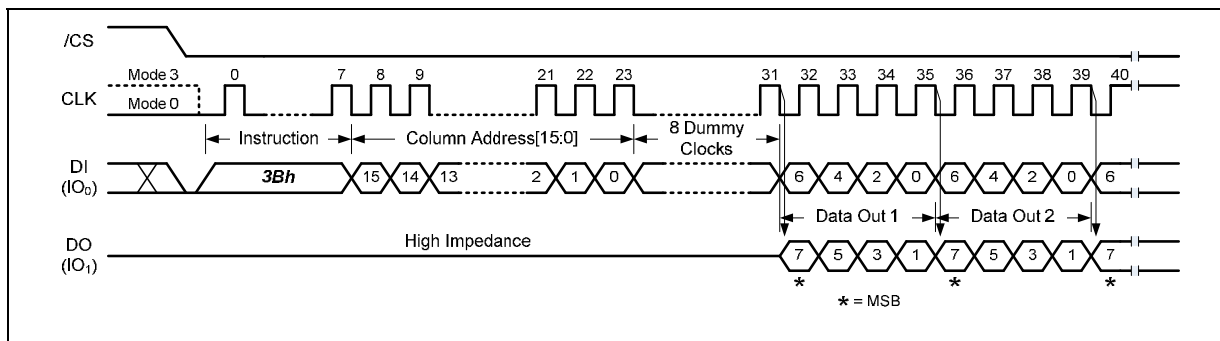 /CS
Mode 3 0 7 8 9 21 22 23 31 32 33 34 35 36 37 38 39 40
CLK Mode 0
Instruction Column Address[15:0] 8 Dummy Clocks
DI (IO0) 3Bh 15 14 13 2 1 0 6 4 2 0 6 4 2 0 6
Data Out 1 Data Out 2
High Impedance
DO (IO1) 7 5 3 1 7 5 3 1 7
* * *
* = MSB